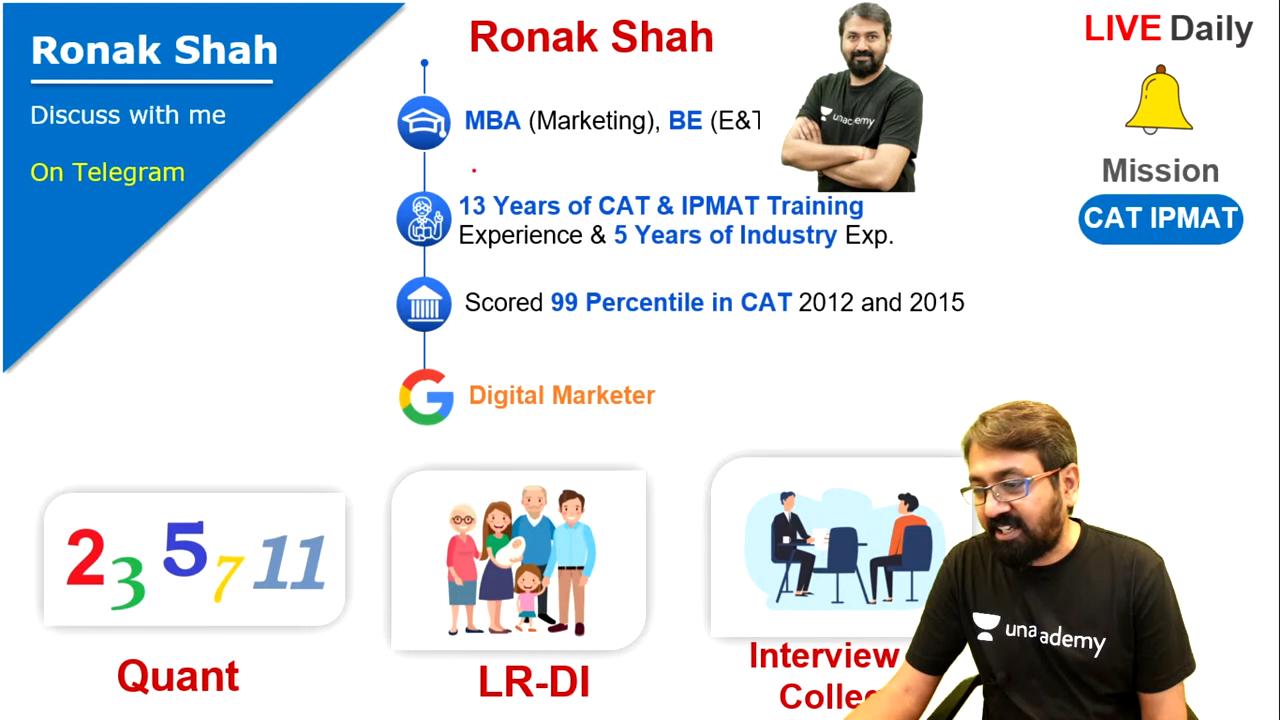 Ronak Shah
Discuss with me
On Telegram
Ronak Shah
MBA (Marketing), BE (E&T
13 Years of CAT & IPMAT Training
Experience & 5 Years of Industry Exp.
Scored 99 Percentile in CAT 2012 and 2015
Digital Marketer
unacademy
LIVE Daily
Mission
CAT IPMAT
2 3 5 7 11
Quant
LR-DI
Interview
unaademy